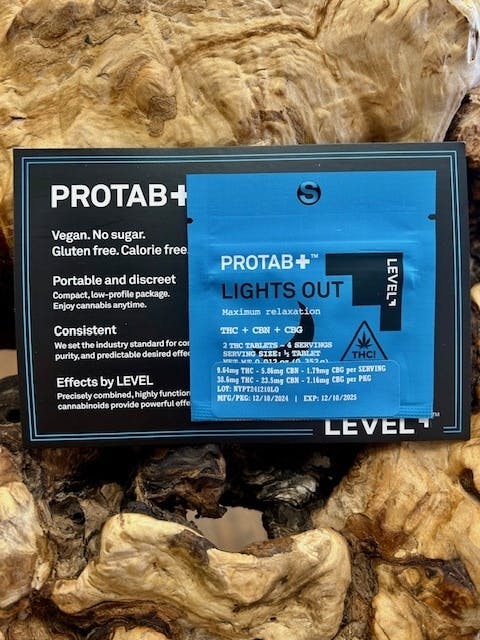 PROTAB+
Vegan. No sugar.
Gluten free. Calorie free
Portable and discreet
Compact, low-profile package.
Enjoy cannabis anytime.
Consistent
We set the industry standard for
purity, and predictable desired
Effects by LEVEL
Precisely combined, highly
cannabinoids provide powerful
LEVEL
TM
S
PROTAB+™
LIGHTS OUT
Maximum relaxation
THC + CBN + CBG
2 THC TABLETS – 4 SERVINGS
SERVING SIZE: ½ TABLET
LEVEL
THC!
9.64mg THC - 5.86mg CBN - 1.79mg CBG per SERVING
38.6mg THC - 23.5mg CBN - 7.16mg CBG per PKG
LOT: NYPT241210LO
MFG/PKG: 12/10/2024 | EXP: 12/10/2025